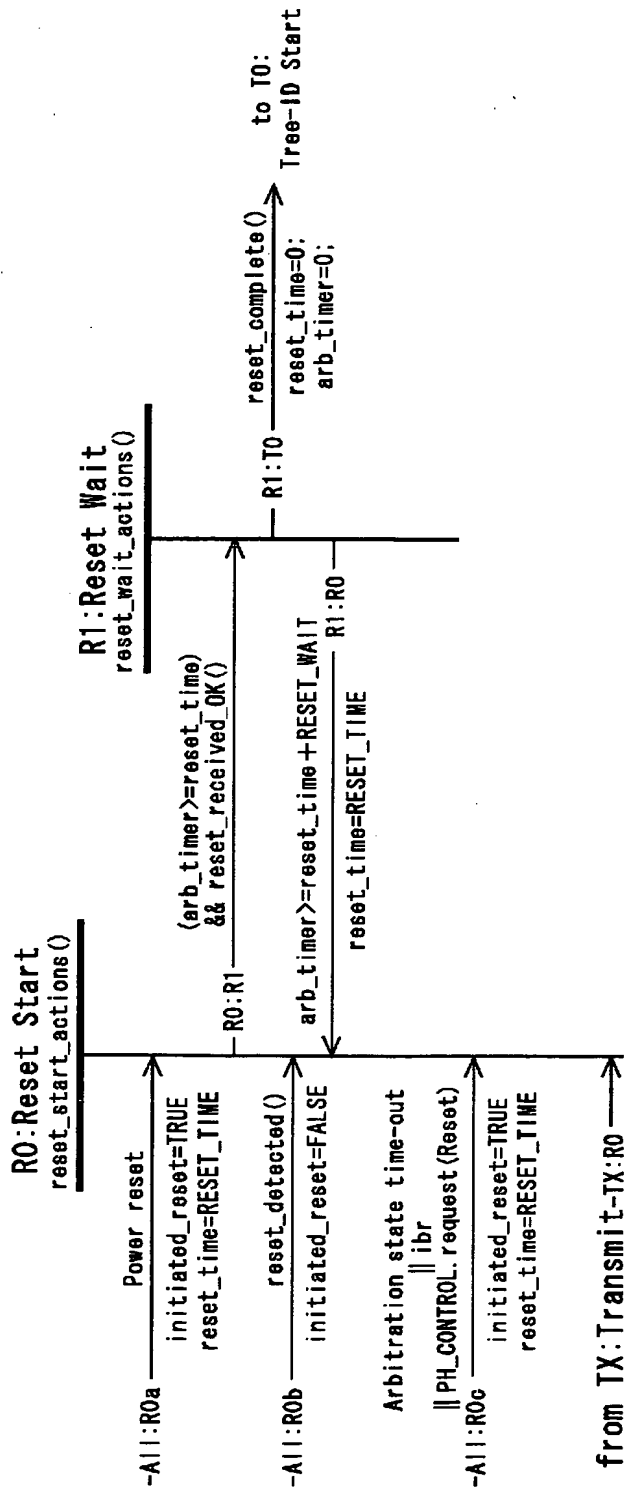 R0:Reset Start
reset_start_actions()
-All:R0a
Power reset
initiated_reset=TRUE
reset_time=RESET_TIME
-All:R0b
reset_detected()
initiated_reset=FALSE
Arbitration state time-out
|| ibr
|| PH_CONTROL.request(Reset)
-All:R0c
initiated_reset=TRUE
reset_time=RESET_TIME
from TX:Transmit-TX:R0
R0:R1
(arb_timer>=reset_time)
&& reset_received_OK()
arb_timer>=reset_time+RESET_WAIT
R1:R0
reset_time=RESET_TIME
R1:Reset Wait
reset_wait_actions()
R1:T0
reset_complete()
reset_time=0;
arb_timer=0;
to T0:
Tree-ID Start